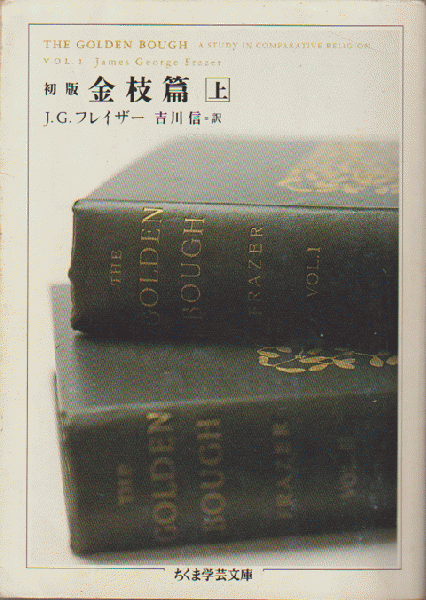 THE GOLDEN BOUGH A STUDY IN COMPARATIVE RELIGION
VOL. 1 James George Frazer
初版 金枝篇 上
J.G.フレイザー 吉川信=訳
THE
GOLDEN
BOUGH
FRAZER
VOL. I
THE
GOLDEN
BOUGH
FRAZER
VOL.
ちくま学芸文庫